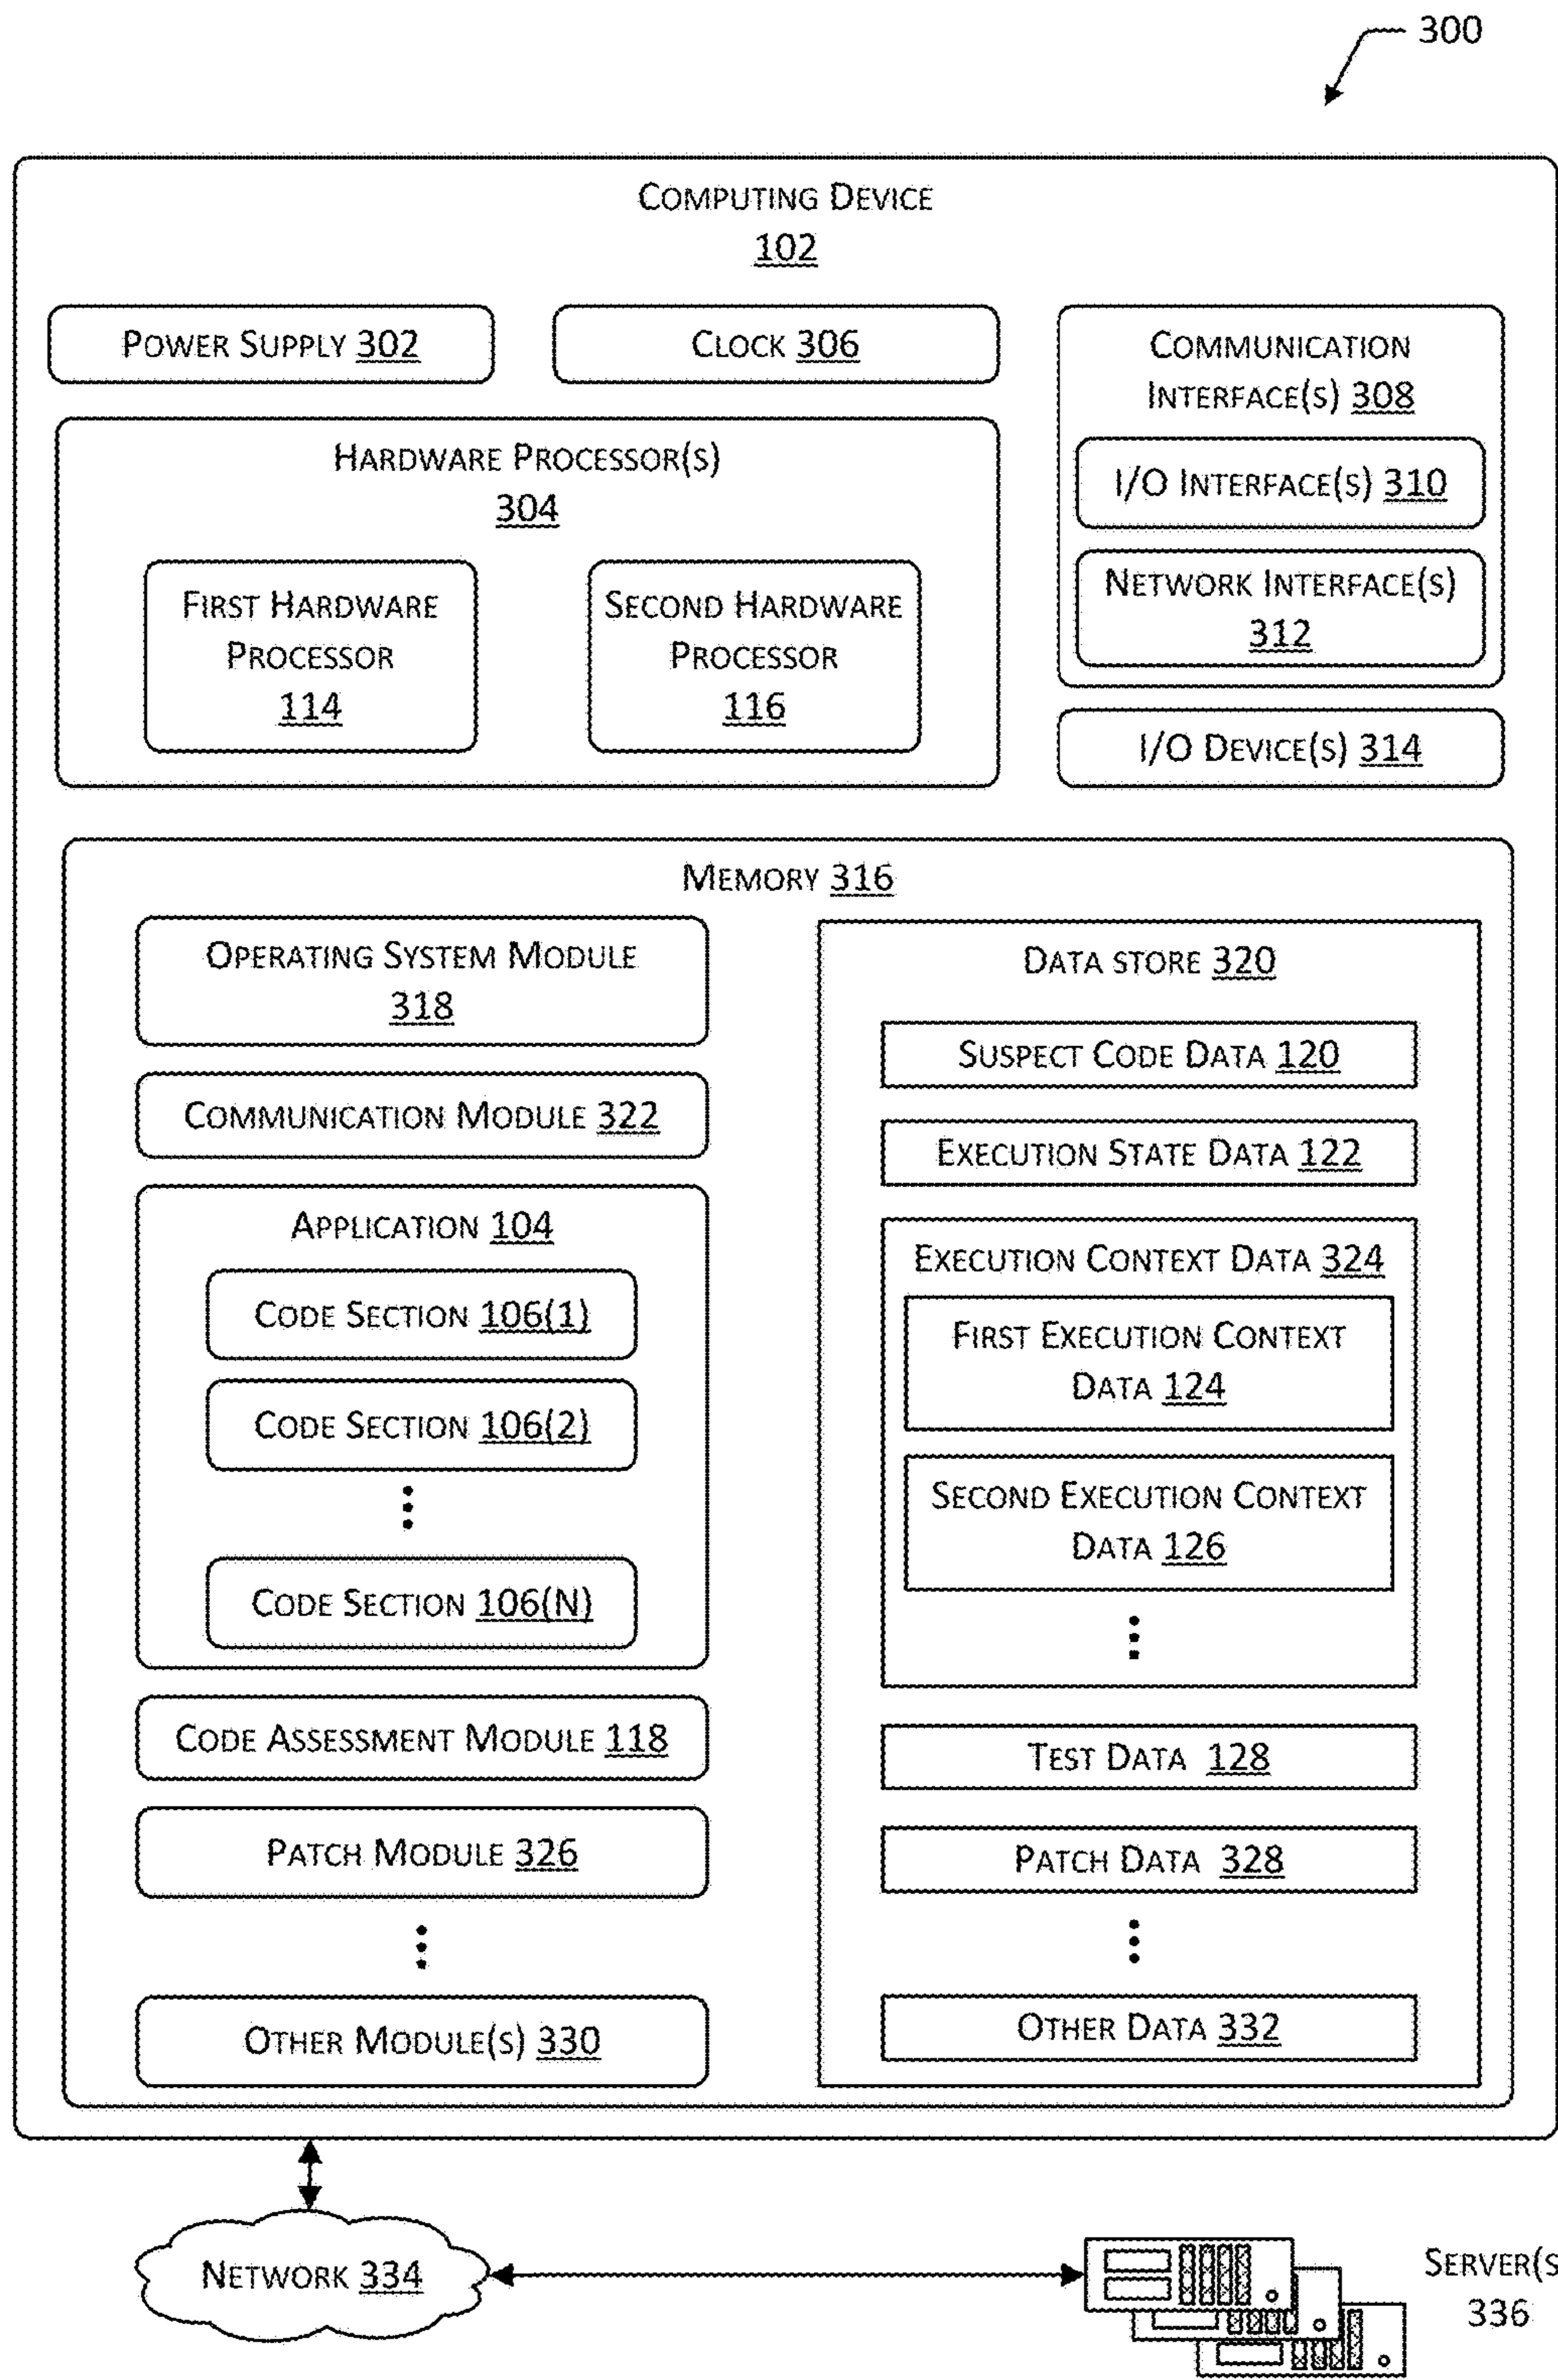 300
COMPUTING DEVICE
102
POWER SUPPLY 302
CLOCK 306
COMMUNICATION
INTERFACE(S) 308
I/O INTERFACE(S) 310
NETWORK INTERFACE(S)
312
I/O DEVICE(S) 314
HARDWARE PROCESSOR(S)
304
FIRST HARDWARE
PROCESSOR
114
SECOND HARDWARE
PROCESSOR
116
MEMORY 316
OPERATING SYSTEM MODULE
318
COMMUNICATION MODULE 322
APPLICATION 104
CODE SECTION 106(1)
CODE SECTION 106(2)
CODE SECTION 106(N)
CODE ASSESSMENT MODULE 118
PATCH MODULE 326
OTHER MODULE(S) 330
DATA STORE 320
SUSPECT CODE DATA 120
EXECUTION STATE DATA 122
EXECUTION CONTEXT DATA 324
FIRST EXECUTION CONTEXT
DATA 124
SECOND EXECUTION CONTEXT
DATA 126
TEST DATA 128
PATCH DATA 328
OTHER DATA 332
NETWORK 334
SERVER(S
336